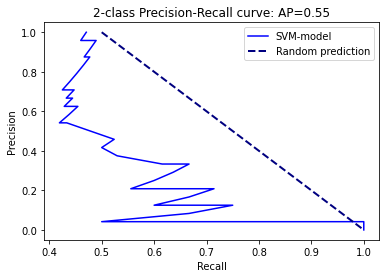 2-class Precision-Recall curve: AP=0.55
SVM-model
Random prediction
Precision
1.0
0.8
0.6
0.4
0.2
0.0
0.4 0.5 0.6 0.7 0.8 0.9 1.0
Recall